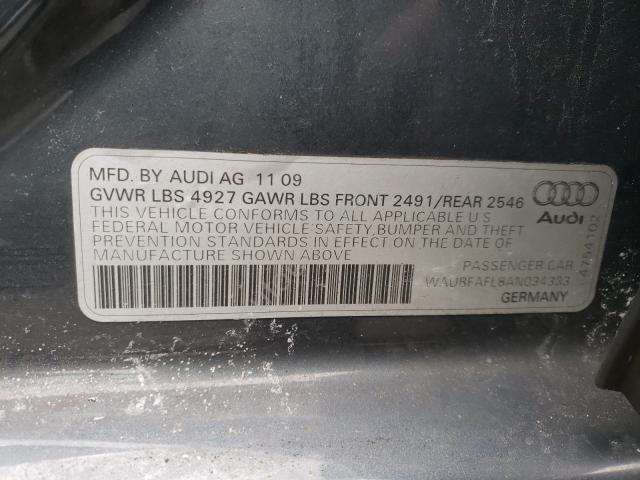 MFD. BY AUDI AG 11 09
GVWR LBS 4927 GAWR LBS FRONT 2491/REAR 2546
THIS VEHICLE CONFORMS TO ALL APPLICABLE U S
FEDERAL MOTOR VEHICLE SAFETY, BUMPER AND THEFT
PREVENTION STANDARDS IN EFFECT ON THE DATE OF
MANUFACTURE SHOWN ABOVE
Audi
PASSENGER CAR
WAUBFAFL8AN034333
GERMANY
4254102